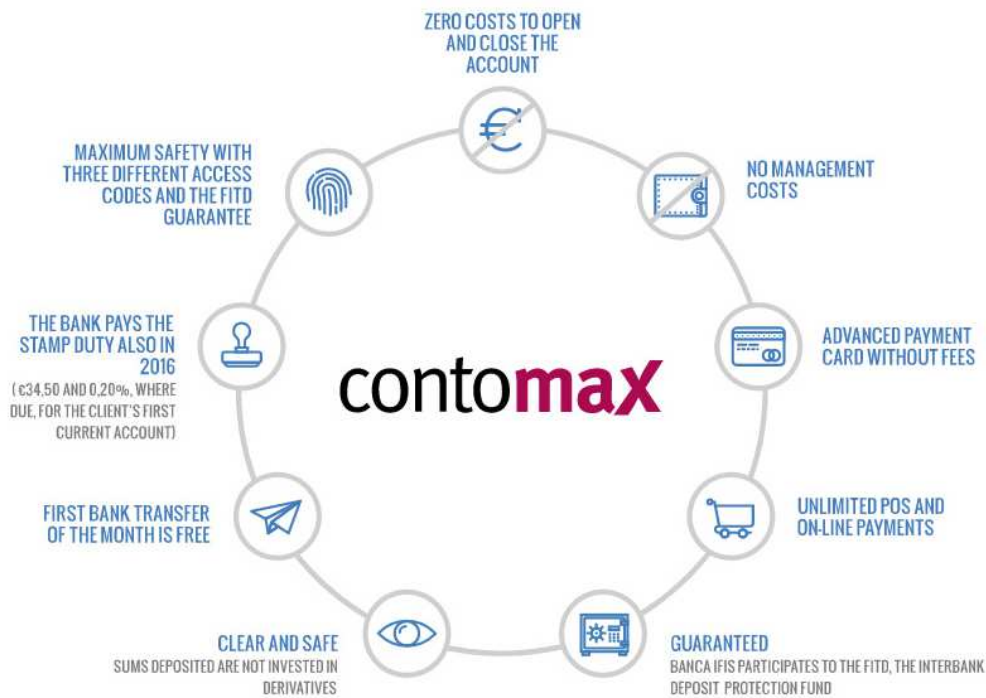 ZERO COSTS TO OPEN
AND CLOSE THE
ACCOUNT
MAXIMUM SAFETY WITH
THREE DIFFERENT ACCESS
CODES AND THE FITD
GUARANTEE
NO MANAGEMENT
COSTS
THE BANK PAYS THE
STAMP DUTY ALSO IN
2016
( €34,50 AND 0,20%, WHERE
DUE, FOR THE CLIENT'S FIRST
CURRENT ACCOUNT)
contomax
ADVANCED PAYMENT
CARD WITHOUT FEES
FIRST BANK TRANSFER
OF THE MONTH IS FREE
UNLIMITED POS AND
ON-LINE PAYMENTS
CLEAR AND SAFE
SUMS DEPOSITED ARE NOT INVESTED IN
DERIVATIVES
GUARANTEED
BANCA IFIS PARTICIPATES TO THE FITD, THE INTERBANK
DEPOSIT PROTECTION FUND